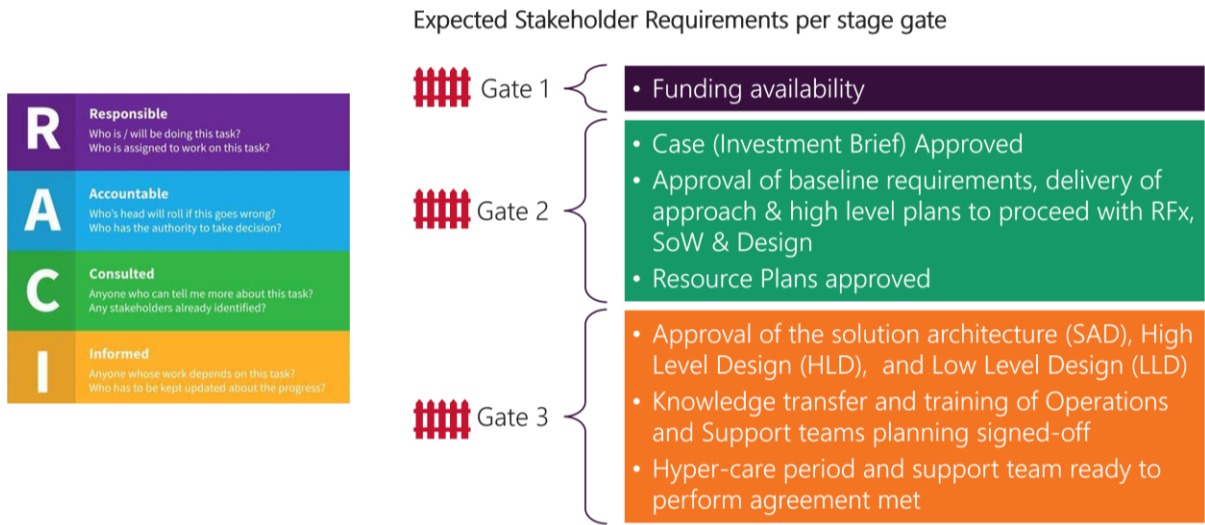 Expected Stakeholder Requirements per stage gate
R
Responsible
Who is / will be doing this task?
Who is assigned to work on this task?
A
Accountable
Who's head will roll if this goes wrong?
Who has the authority to take decision?
C
Consulted
Anyone who can tell me more about this task?
Any stakeholders already identified?
I
Informed
Anyone whose work depends on this task?
Who has to be kept updated about the progress?
Gate 1
• Funding availability
Gate 2
• Case (Investment Brief) Approved
• Approval of baseline requirements, delivery of
approach & high level plans to proceed with RFx,
SoW & Design
• Resource Plans approved
Gate 3
• Approval of the solution architecture (SAD), High
Level Design (HLD), and Low Level Design (LLD)
• Knowledge transfer and training of Operations
and Support teams planning signed-off
• Hyper-care period and support team ready to
perform agreement met